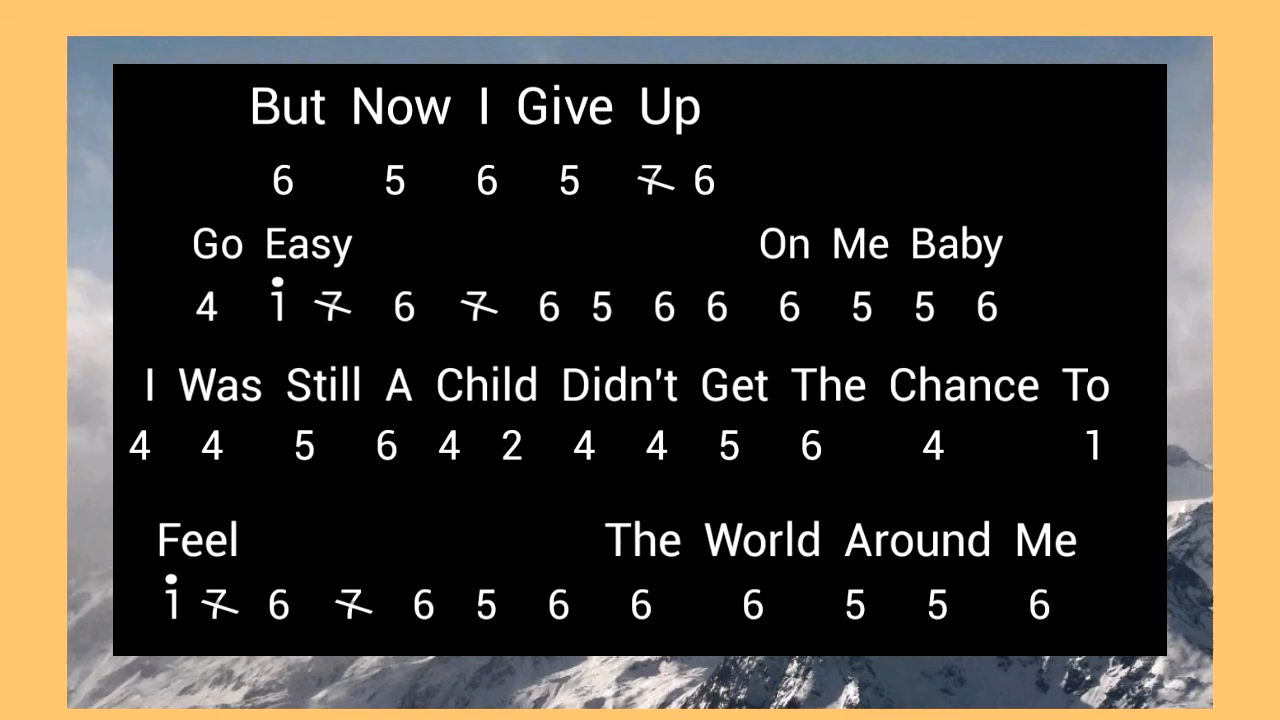 But Now I Give Up
6 5 6 5 7̶ 6
Go Easy On Me Baby
4 1̇ 7̶ 6 7̶ 6 5 6 6 6 5 5 6
I Was Still A Child Didn't Get The Chance To
4 4 5 6 4 2 4 4 5 6 4 1
Feel The World Around Me
1̇ 7̶ 6 7̶ 6 5 6 6 6 5 5 6